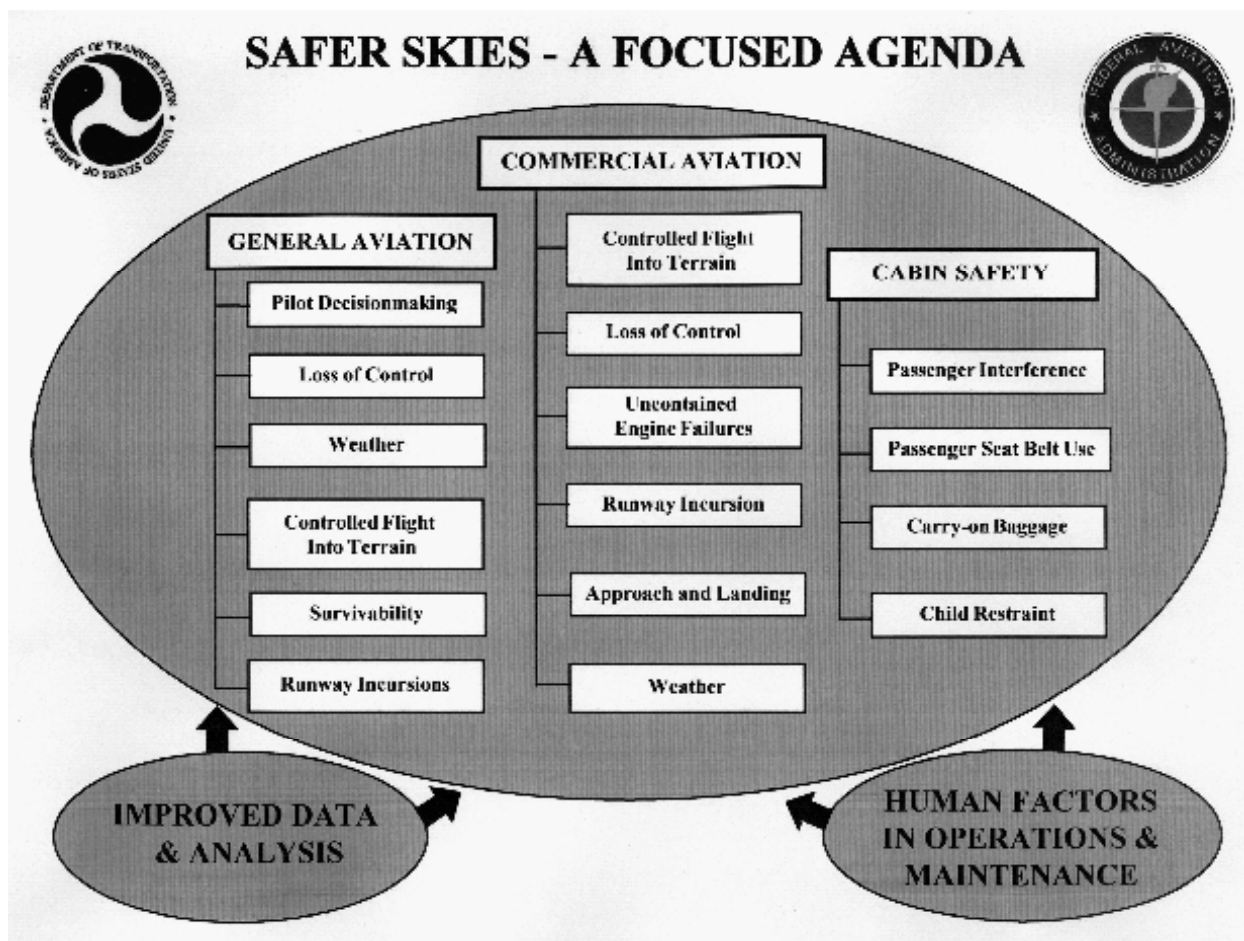 SAFER SKIES - A FOCUSED AGENDA
DEPARTMENT OF TRANSPORTATION
UNITED STATES OF AMERICA
FEDERAL AVIATION
ADMINISTRATION
GENERAL AVIATION
Pilot Decisionmaking
Loss of Control
Weather
Controlled Flight
Into Terrain
Survivability
Runway Incursions
COMMERCIAL AVIATION
Controlled Flight
Into Terrain
Loss of Control
Uncontained
Engine Failures
Runway Incursion
Approach and Landing
Weather
CABIN SAFETY
Passenger Interference
Passenger Seat Belt Use
Carry-on Baggage
Child Restraint
IMPROVED DATA
& ANALYSIS
HUMAN FACTORS
IN OPERATIONS &
MAINTENANCE